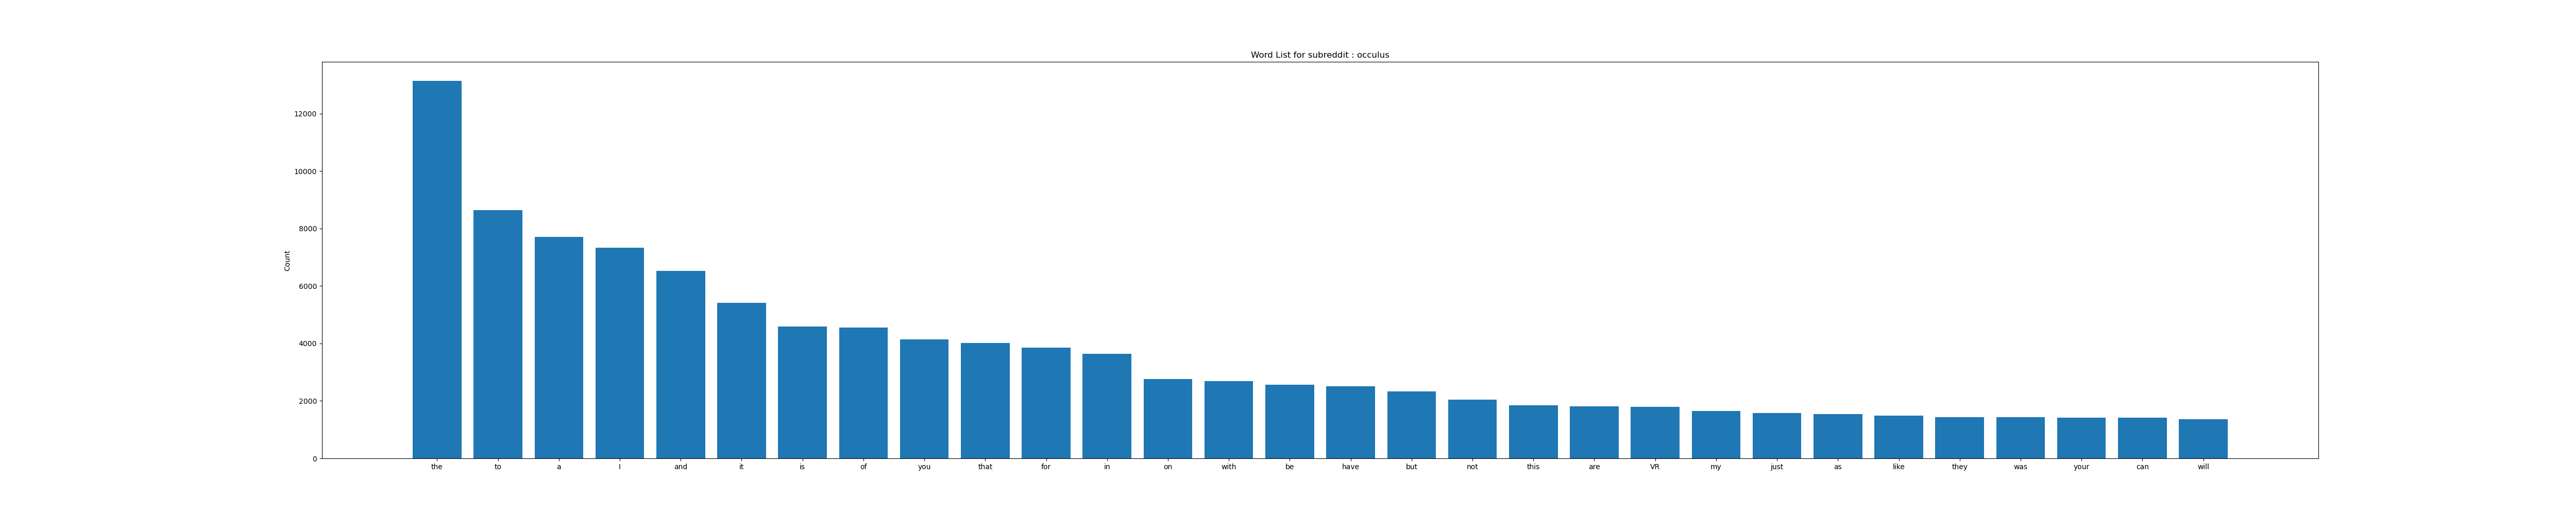 Word List for subreddit : occulus
12000
10000
8000
6000
4000
2000
0
Count
the to a I and it is of you that for in on with be have but not this are VR my just as like they was your can will